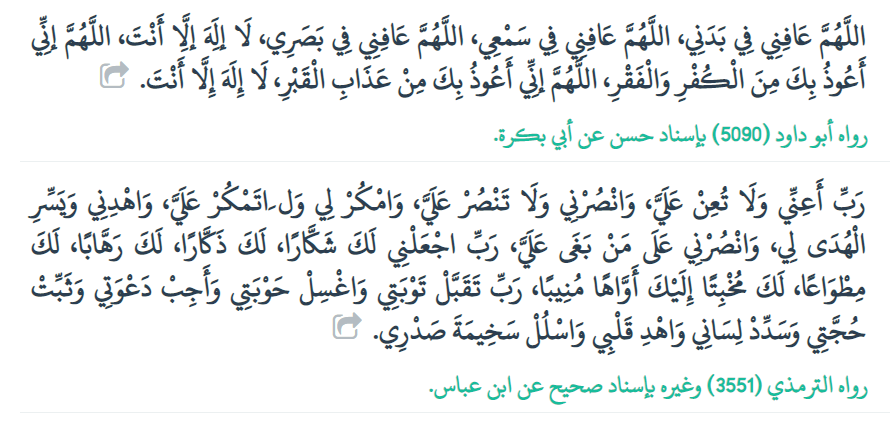 اللَّهُمَّ عَافِنِي فِي بَدَنِي، اللَّهُمَّ عَافِنِي فِي سَمْعِي، اللَّهُمَّ عَافِنِي فِي بَصَرِي، لَا إِلَهَ إِلَّا أَنْتَ، اللَّهُمَّ إِنِّي
أَعُوذُ بِكَ مِنَ الْكُفْرِ وَالْفَقْرِ، اللَّهُمَّ إِنِّي أَعُوذُ بِكَ مِنْ عَذَابِ الْقَبْرِ، لَا إِلَهَ إِلَّا أَنْتَ.
رواه أبو داود (5090) بإسناد حسن عن أبي بكرة.
رَبِّ أَعِنِّي وَلَا تُعِنْ عَلَيَّ، وَانْصُرْنِي وَلَا تَنْصُرْ عَلَيَّ، وَامْكُرْ لِي وَلَِاتَمْكُرْ عَلَيَّ، وَاهْدِنِي وَيَسِّرِ
الْهُدَى لِي، وَانْصُرْنِي عَلَى مَنْ بَغَى عَلَيَّ، رَبِّ اجْعَلْنِي لَكَ شَكَّارًا، لَكَ ذَكَّارًا، لَكَ رَهَّابًا، لَكَ
مِطْوَاعًا، لَكَ مُخْبِتًا إِلَيْكَ أَوَّاهًا مُنِيبًا، رَبِّ تَقَبَّلْ تَوْبَتِي وَاغْسِلْ حَوْبَتِي وَأَجِبْ دَعْوَتِي وَثَبِّتْ
حُجَّتِي وَسَدِّدْ لِسَانِي وَاهْدِ قَلْبِي وَاسْلُلْ سَخِيمَةَ صَدْرِي.
رواه الترمذي (3551) وغيره بإسناد صحيح عن ابن عباس.